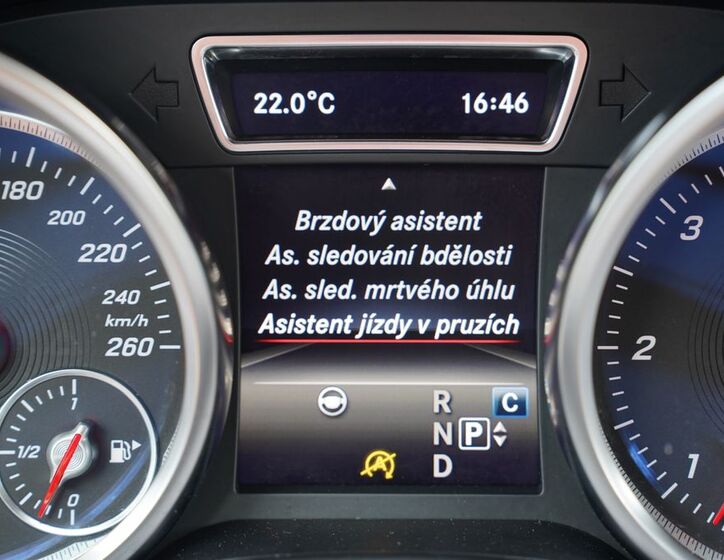 22.0°C 16:46
Brzdový asistent
As. sledování bdělosti
As. sled. mrtvého úhlu
Asistent jízdy v pruzích
180
200
220
240
km/h
260
1
1/2
0
R
N P
D
C
A
3
2
1